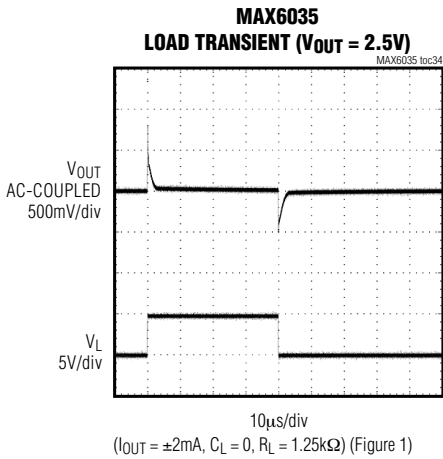 MAX6035
LOAD TRANSIENT (VOUT = 2.5V)
MAX6035 toc34
VOUT
AC-COUPLED
500mV/div
VL
5V/div
10μs/div
(IOUT = ±2mA, CL = 0, RL = 1.25kΩ) (Figure 1)